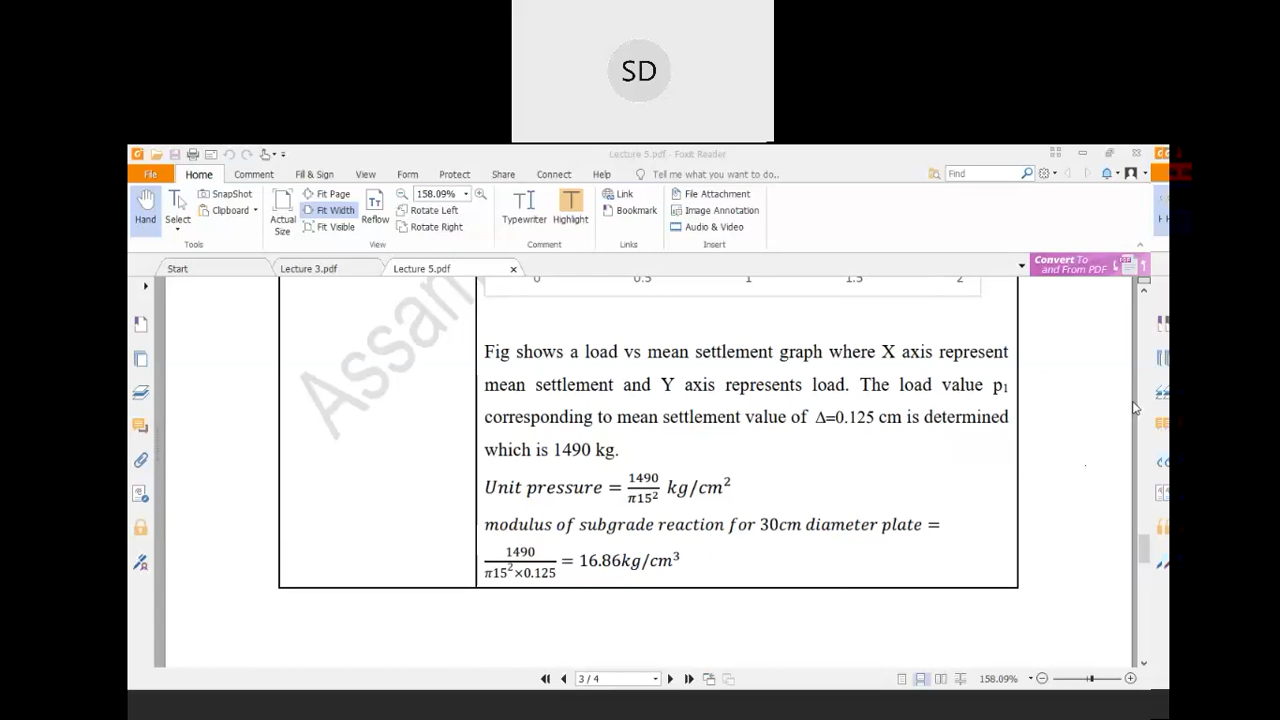 SD
Lecture 5.pdf - Foxit Reader
File Home Comment Fill & Sign View Form Protect Share Connect Help Tell me what you want to do.. Find
Hand
Select
SnapShot
Clipboard
Tools
Actual Size
Fit Page
Fit Width
Fit Visible
Reflow
158.09%
Rotate Left
Rotate Right
View
Typewriter
Highlight
Comment
Link
Bookmark
Links
File Attachment
Image Annotation
Audio & Video
Insert
Start Lecture 3.pdf Lecture 5.pdf
Convert To
and From PDF
0 0.5 1 1.5 2
Assam
Fig shows a load vs mean settlement graph where X axis represent
mean settlement and Y axis represents load. The load value p₁
corresponding to mean settlement value of Δ=0.125 cm is determined
which is 1490 kg.
Unit pressure = 1490/π15² kg/cm²
modulus of subgrade reaction for 30cm diameter plate =
1490/π15²×0.125 = 16.86kg/cm³
3 / 4
158.09%